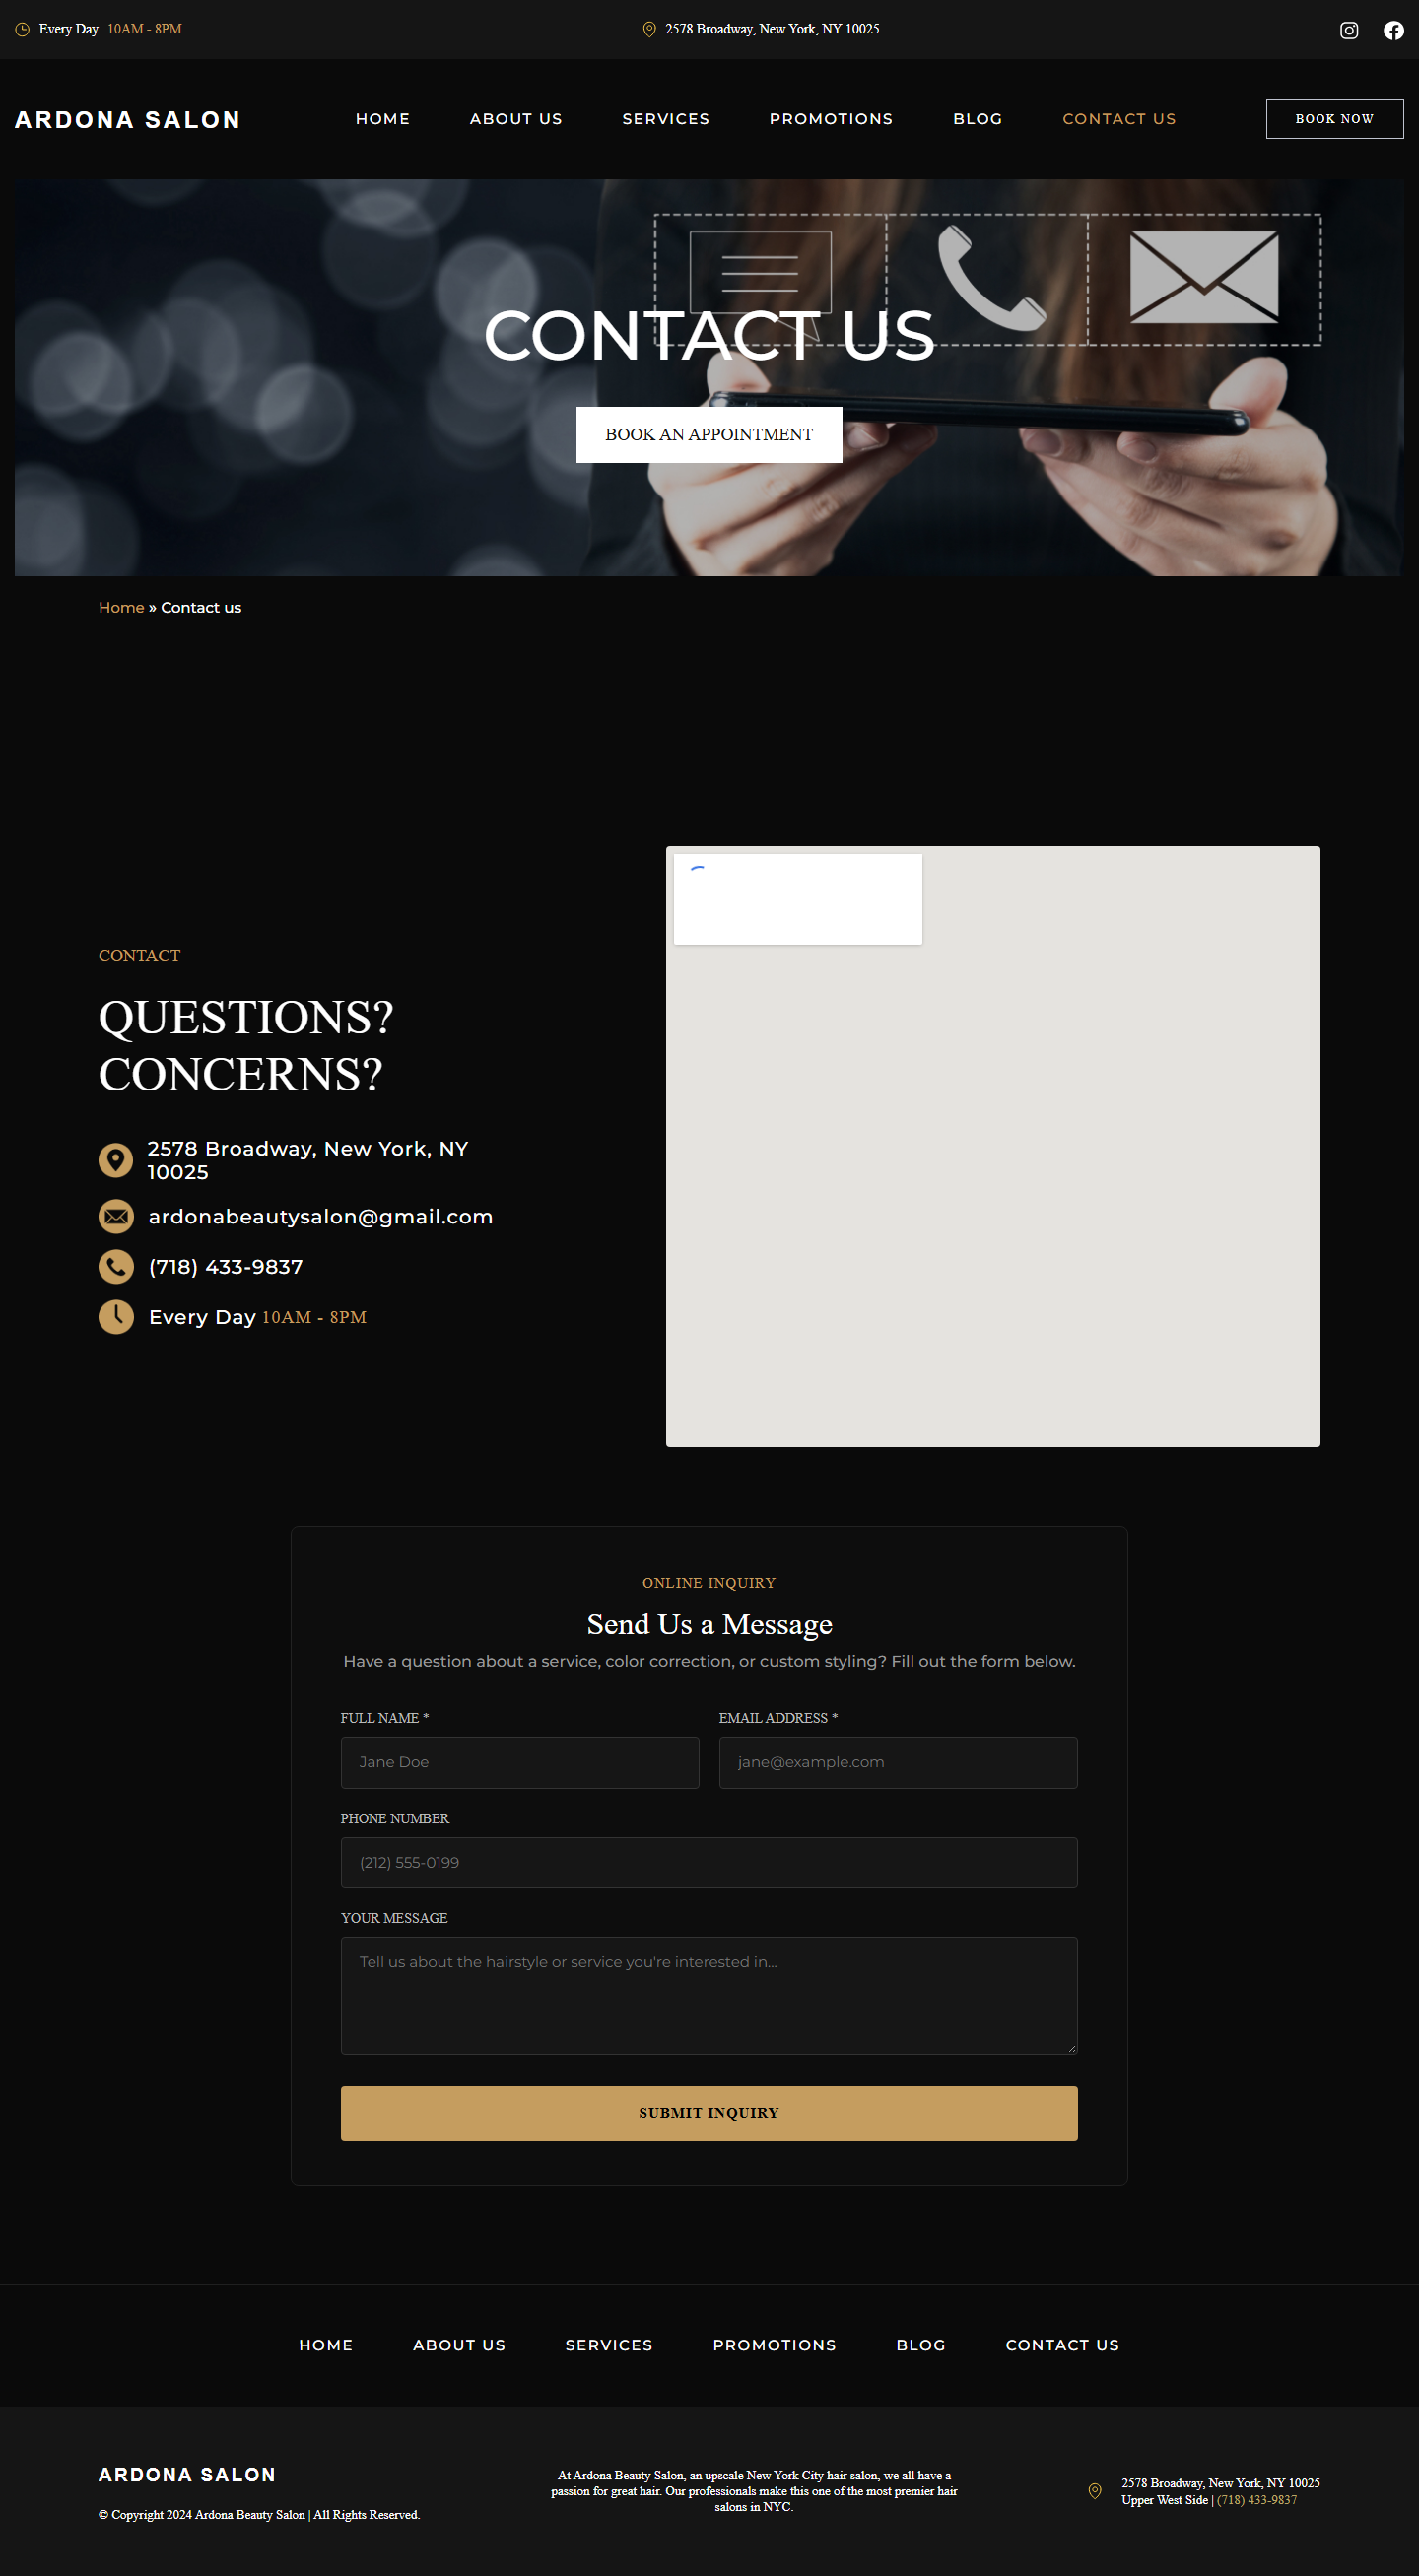 Every Day 10AM - 8PM
2578 Broadway, New York, NY 10025
ARDONA SALON
HOME
ABOUT US
SERVICES
PROMOTIONS
BLOG
CONTACT US
BOOK NOW
CONTACT US
BOOK AN APPOINTMENT
Home » Contact us
CONTACT
QUESTIONS?
CONCERNS?
2578 Broadway, New York, NY
10025
ardonabeautysalon@gmail.com
(718) 433-9837
Every Day 10AM - 8PM
ONLINE INQUIRY
Send Us a Message
Have a question about a service, color correction, or custom styling? Fill out the form below.
FULL NAME *
EMAIL ADDRESS *
Jane Doe
jane@example.com
PHONE NUMBER
(212) 555-0199
YOUR MESSAGE
Tell us about the hairstyle or service you're interested in...
SUBMIT INQUIRY
HOME
ABOUT US
SERVICES
PROMOTIONS
BLOG
CONTACT US
ARDONA SALON
© Copyright 2024 Ardona Beauty Salon | All Rights Reserved.
At Ardona Beauty Salon, an upscale New York City hair salon, we all have a
passion for great hair. Our professionals make this one of the most premier hair
salons in NYC.
2578 Broadway, New York, NY 10025
Upper West Side | (718) 433-9837